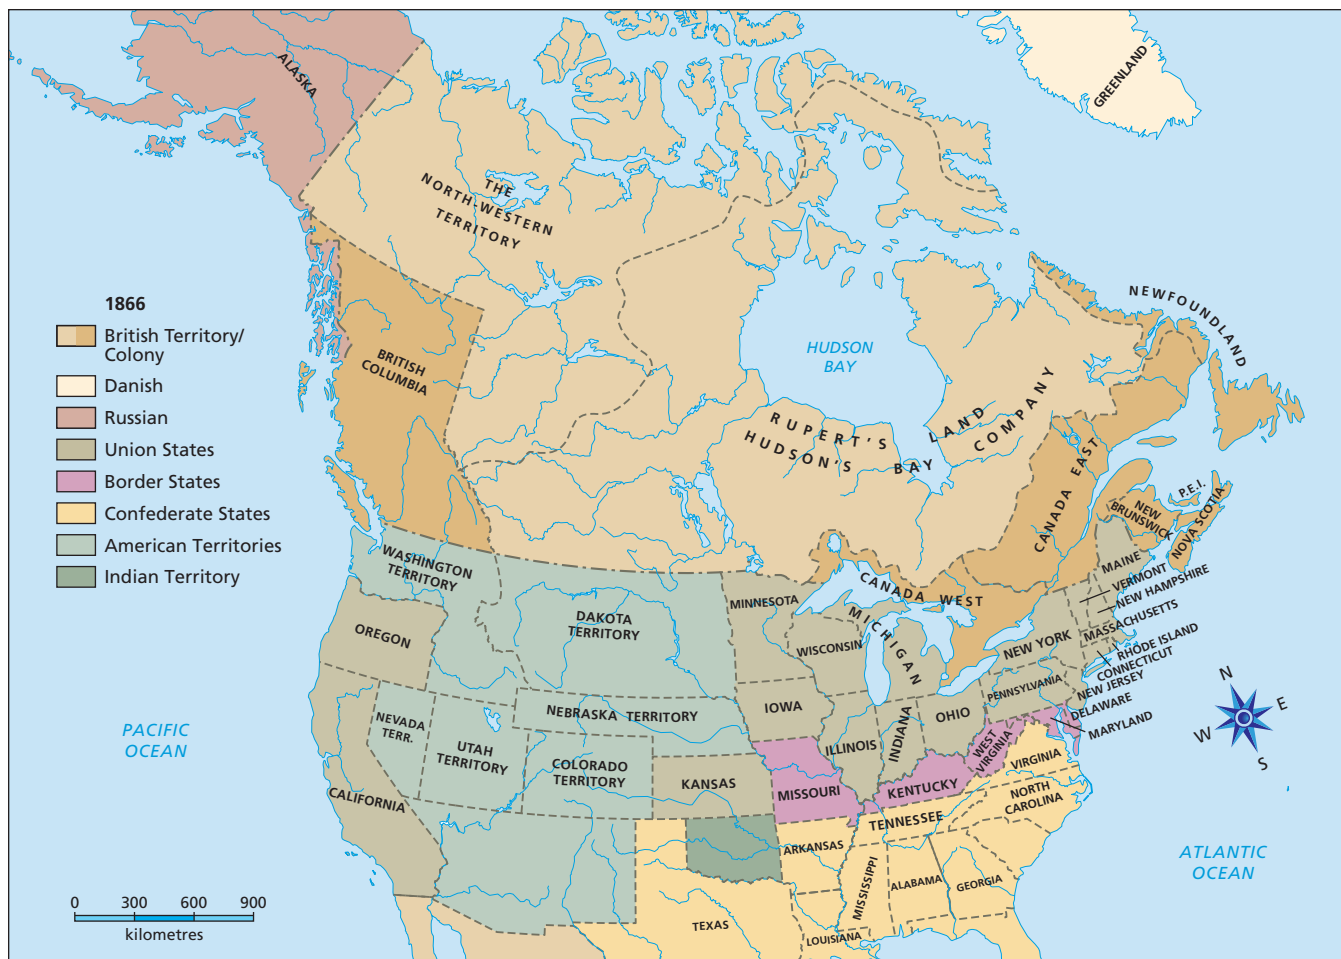 ALASKA
GREENLAND
THE
NORTH-WESTERN
TERRITORY
NEWFOUNDLAND
1866
British Territory/
Colony
Danish
Russian
Union States
Border States
Confederate States
American Territories
Indian Territory
BRITISH
COLUMBIA
HUDSON
BAY
RUPERT'S LAND
HUDSON'S BAY COMPANY
CANADA EAST
P.E.I.
NEW
BRUNSWICK
NOVA SCOTIA
CANADA WEST
WASHINGTON
TERRITORY
OREGON
DAKOTA
TERRITORY
MINNESOTA
WISCONSIN
MICHIGAN
MAINE
VERMONT
NEW HAMPSHIRE
MASSACHUSETTS
RHODE ISLAND
CONNECTICUT
NEW YORK
PENNSYLVANIA
NEW JERSEY
DELAWARE
MARYLAND
NEBRASKA TERRITORY
IOWA
ILLINOIS
INDIANA
OHIO
WEST
VIRGINIA
VIRGINIA
NEVADA
TERR.
UTAH
TERRITORY
COLORADO
TERRITORY
KANSAS
MISSOURI
KENTUCKY
NORTH
CAROLINA
TENNESSEE
CALIFORNIA
ARKANSAS
MISSISSIPPI
ALABAMA
GEORGIA
TEXAS
LOUISIANA
PACIFIC
OCEAN
ATLANTIC
OCEAN
N
E
W
S
0 300 600 900
kilometres